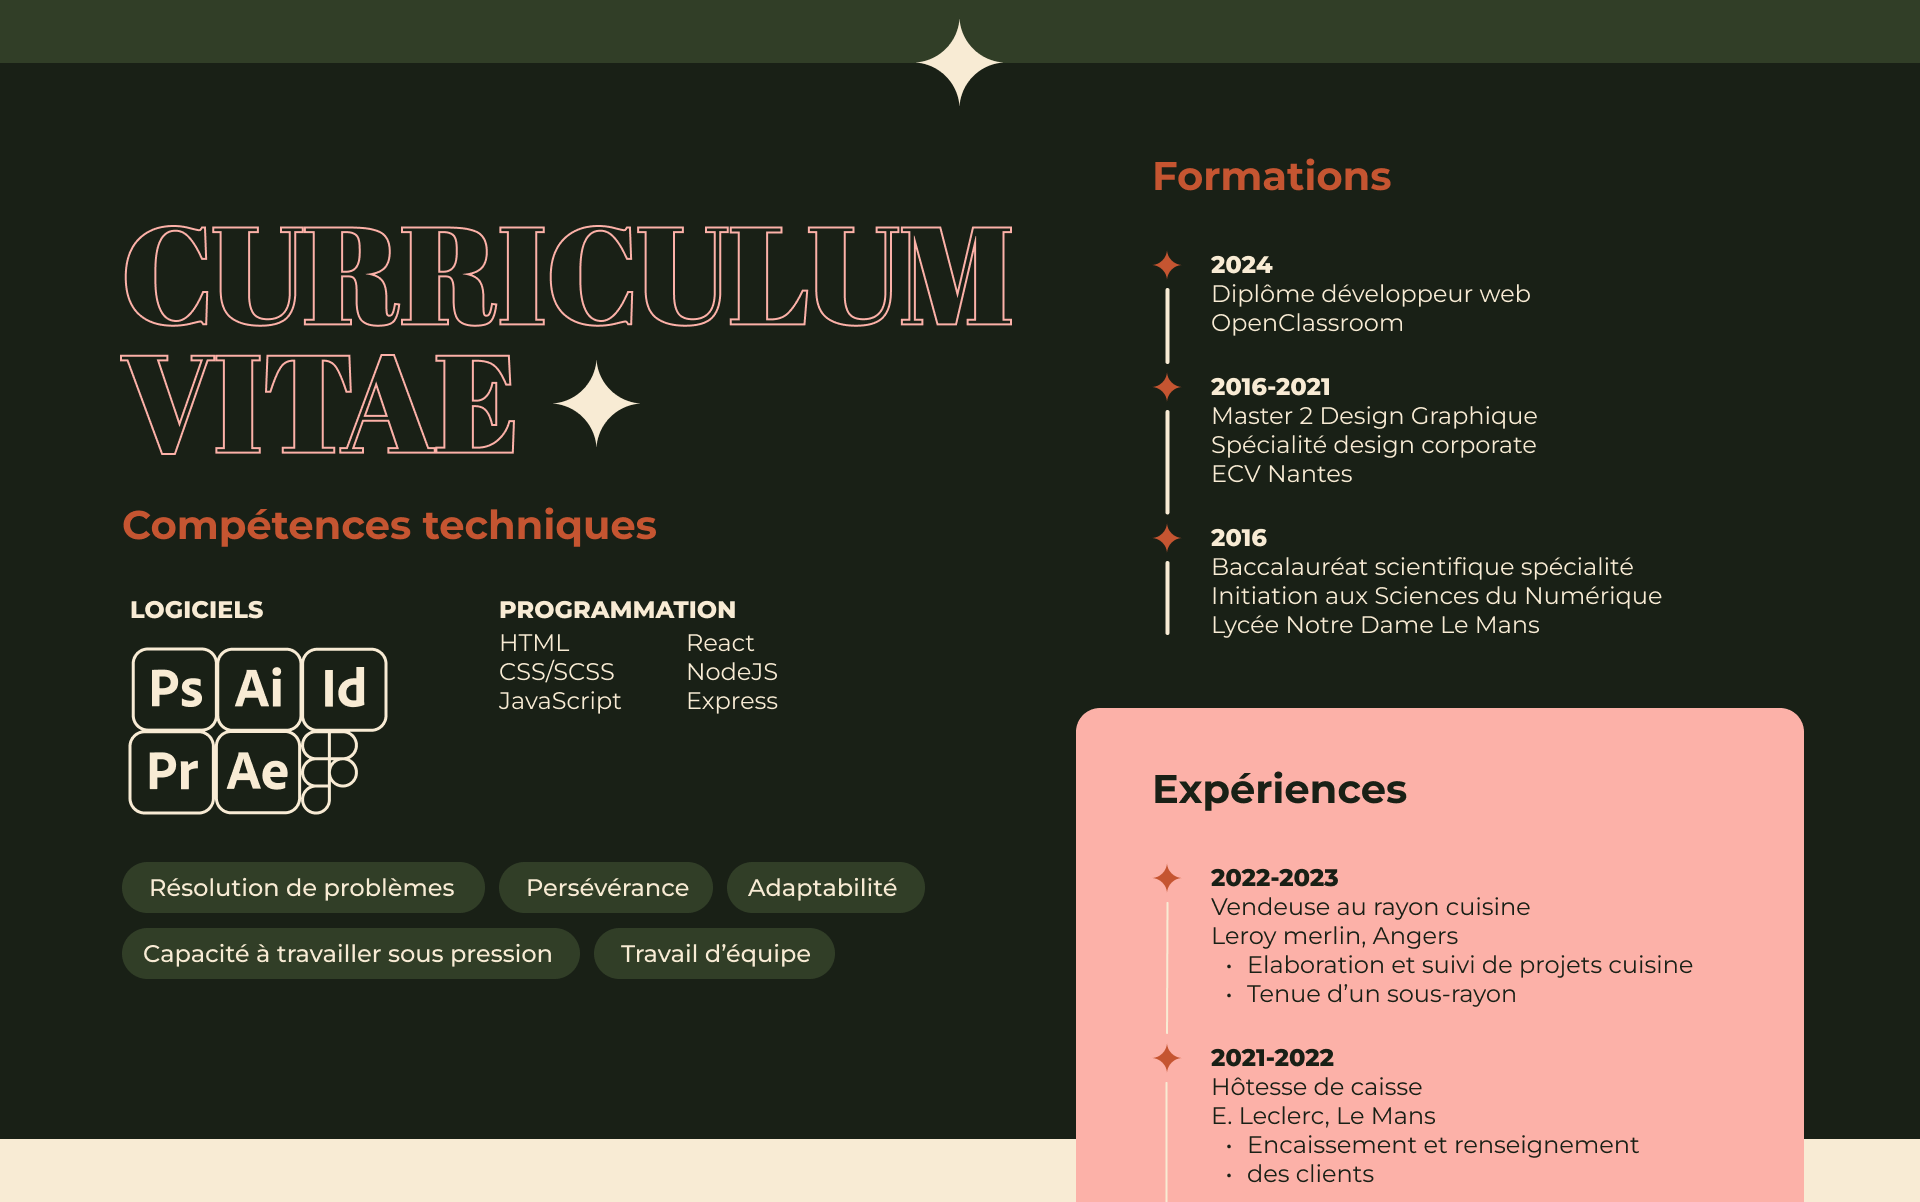 CURRICULUM
VITAE
Compétences techniques
LOGICIELS
Ps Ai Id
Pr Ae
PROGRAMMATION
HTML
CSS/SCSS
JavaScript
React
NodeJS
Express
Résolution de problèmes
Persévérance
Adaptabilité
Capacité à travailler sous pression
Travail d’équipe
Formations
2024
Diplôme développeur web
OpenClassroom
2016-2021
Master 2 Design Graphique
Spécialité design corporate
ECV Nantes
2016
Baccalauréat scientifique spécialité
Initiation aux Sciences du Numérique
Lycée Notre Dame Le Mans
Expériences
2022-2023
Vendeuse au rayon cuisine
Leroy merlin, Angers
• Elaboration et suivi de projets cuisine
• Tenue d’un sous-rayon
2021-2022
Hôtesse de caisse
E. Leclerc, Le Mans
• Encaissement et renseignement
• des clients